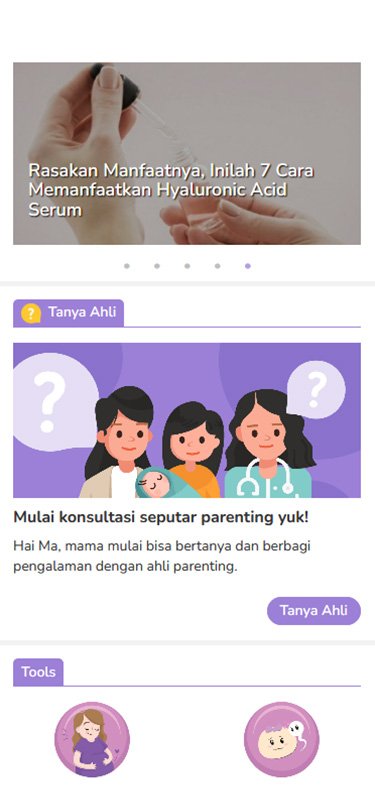 Rasakan Manfaatnya, Inilah 7 Cara
Memanfaatkan Hyaluronic Acid
Serum
? Tanya Ahli
? ?
Mulai konsultasi seputar parenting yuk!
Hai Ma, mama mulai bisa bertanya dan berbagi
pengalaman dengan ahli parenting.
Tanya Ahli
Tools